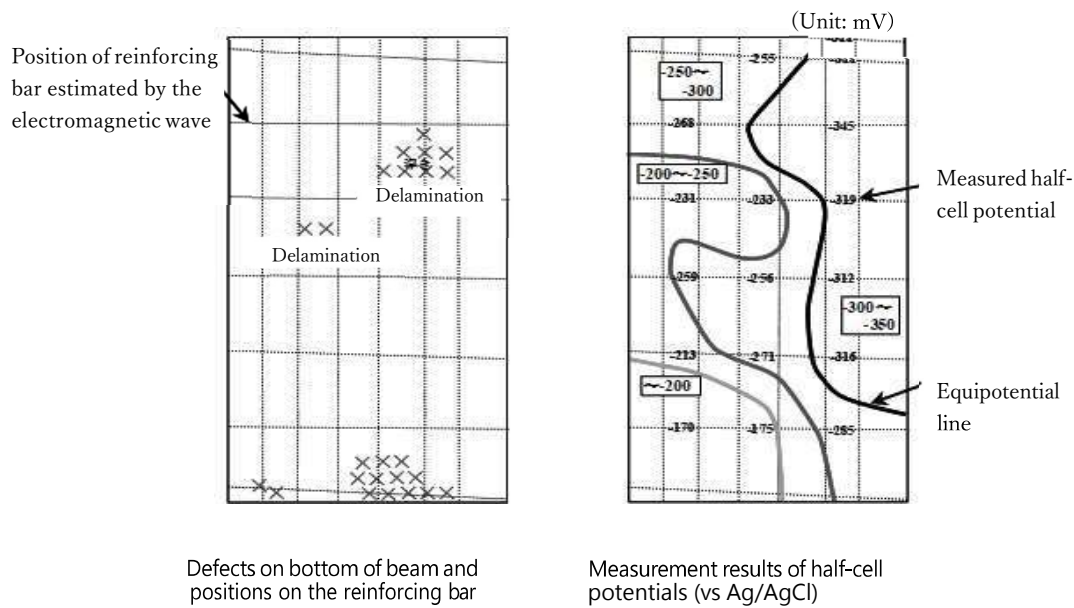 (Unit: mV)
Position of reinforcing
bar estimated by the
electromagnetic wave
Delamination
Delamination
-255
-250～
-300
-268
-345
-200～-250
-231
-233
-319
-259
-256
-312
-300～
-350
-213
-271
-316
～-200
-179
-175
-285
Measured half-
cell potential
Equipotential
line
Defects on bottom of beam and
positions on the reinforcing bar
Measurement results of half-cell
potentials (vs Ag/AgCl)